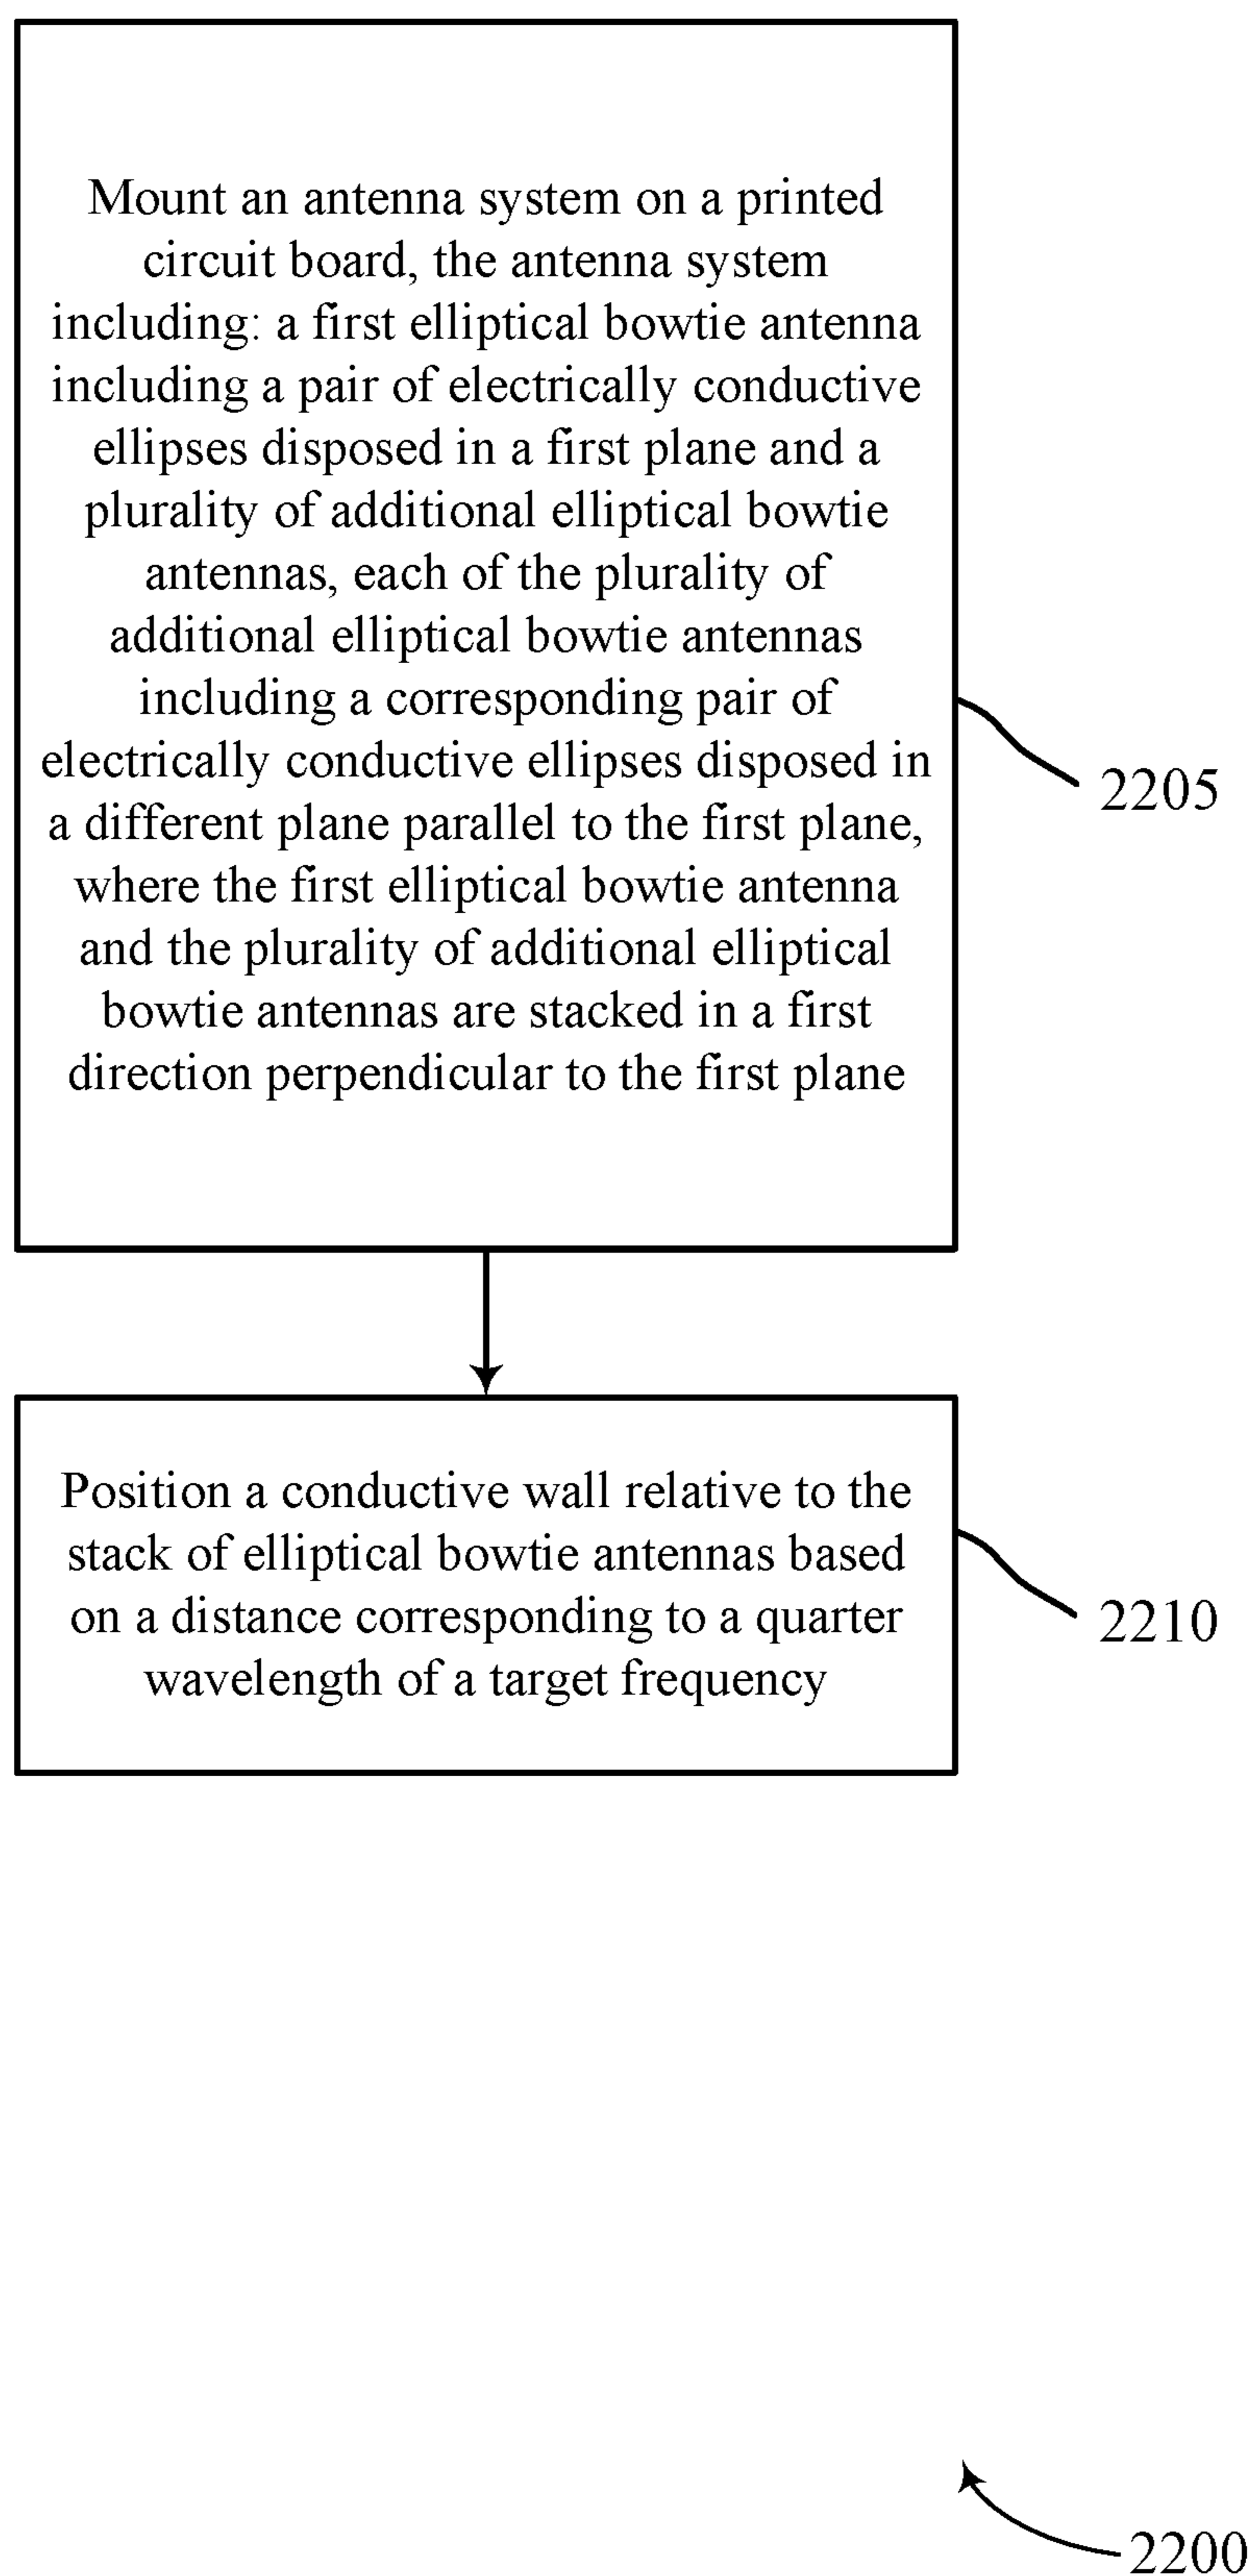 Mount an antenna system on a printed
circuit board, the antenna system
including: a first elliptical bowtie antenna
including a pair of electrically conductive
ellipses disposed in a first plane and a
plurality of additional elliptical bowtie
antennas, each of the plurality of
additional elliptical bowtie antennas
including a corresponding pair of
electrically conductive ellipses disposed in
a different plane parallel to the first plane,
where the first elliptical bowtie antenna
and the plurality of additional elliptical
bowtie antennas are stacked in a first
direction perpendicular to the first plane
2205
Position a conductive wall relative to the
stack of elliptical bowtie antennas based
on a distance corresponding to a quarter
wavelength of a target frequency
2210
2200